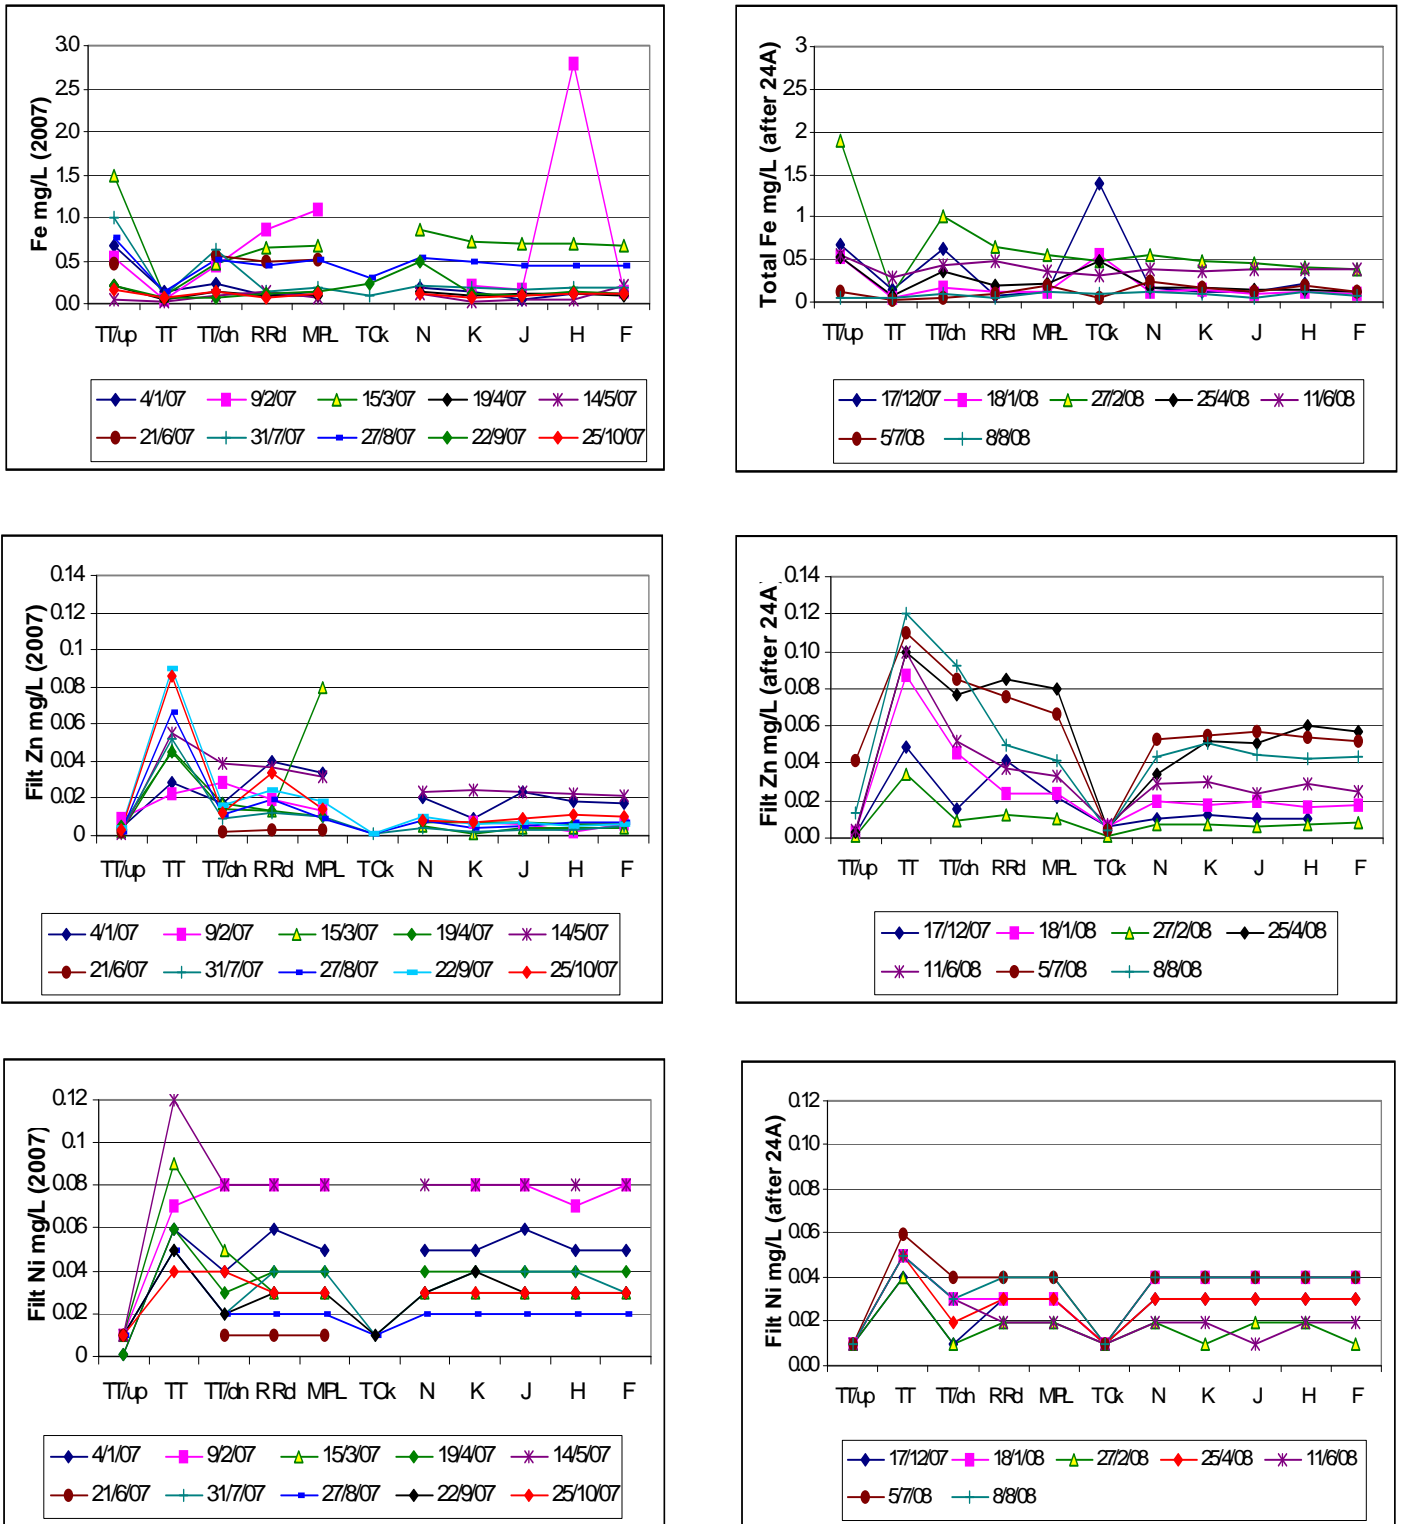 Fe mg/L (2007)
3.0
2.5
2.0
1.5
1.0
0.5
0.0
TT/up TT TT/dn RRd MPL TCk N K J H F
4/1/07 9/2/07 15/3/07 19/4/07 14/5/07
21/6/07 31/7/07 27/8/07 22/9/07 25/10/07
Total Fe mg/L (after 24A)
3
2.5
2
1.5
1
0.5
0
TT/up TT TT/dn RRd MPL TCk N K J H F
17/12/07 18/1/08 27/2/08 25/4/08 11/6/08
5/7/08 8/8/08
Filt Zn mg/L (2007)
0.14
0.12
0.1
0.08
0.06
0.04
0.02
0
TT/up TT TT/dn RRd MPL TCk N K J H F
4/1/07 9/2/07 15/3/07 19/4/07 14/5/07
21/6/07 31/7/07 27/8/07 22/9/07 25/10/07
Filt Zn mg/L (after 24A)
0.14
0.12
0.10
0.08
0.06
0.04
0.02
0.00
TT/up TT TT/dn RRd MPL TCk N K J H F
17/12/07 18/1/08 27/2/08 25/4/08
11/6/08 5/7/08 8/8/08
Filt Ni mg/L (2007)
0.12
0.1
0.08
0.06
0.04
0.02
0
TT/up TT TT/dn RRd MPL TCk N K J H F
4/1/07 9/2/07 15/3/07 19/4/07 14/5/07
21/6/07 31/7/07 27/8/07 22/9/07 25/10/07
Filt Ni mg/L (after 24A)
0.12
0.10
0.08
0.06
0.04
0.02
0.00
TT/up TT TT/dn RRd MPL TCk N K J H F
17/12/07 18/1/08 27/2/08 25/4/08 11/6/08
5/7/08 8/8/08